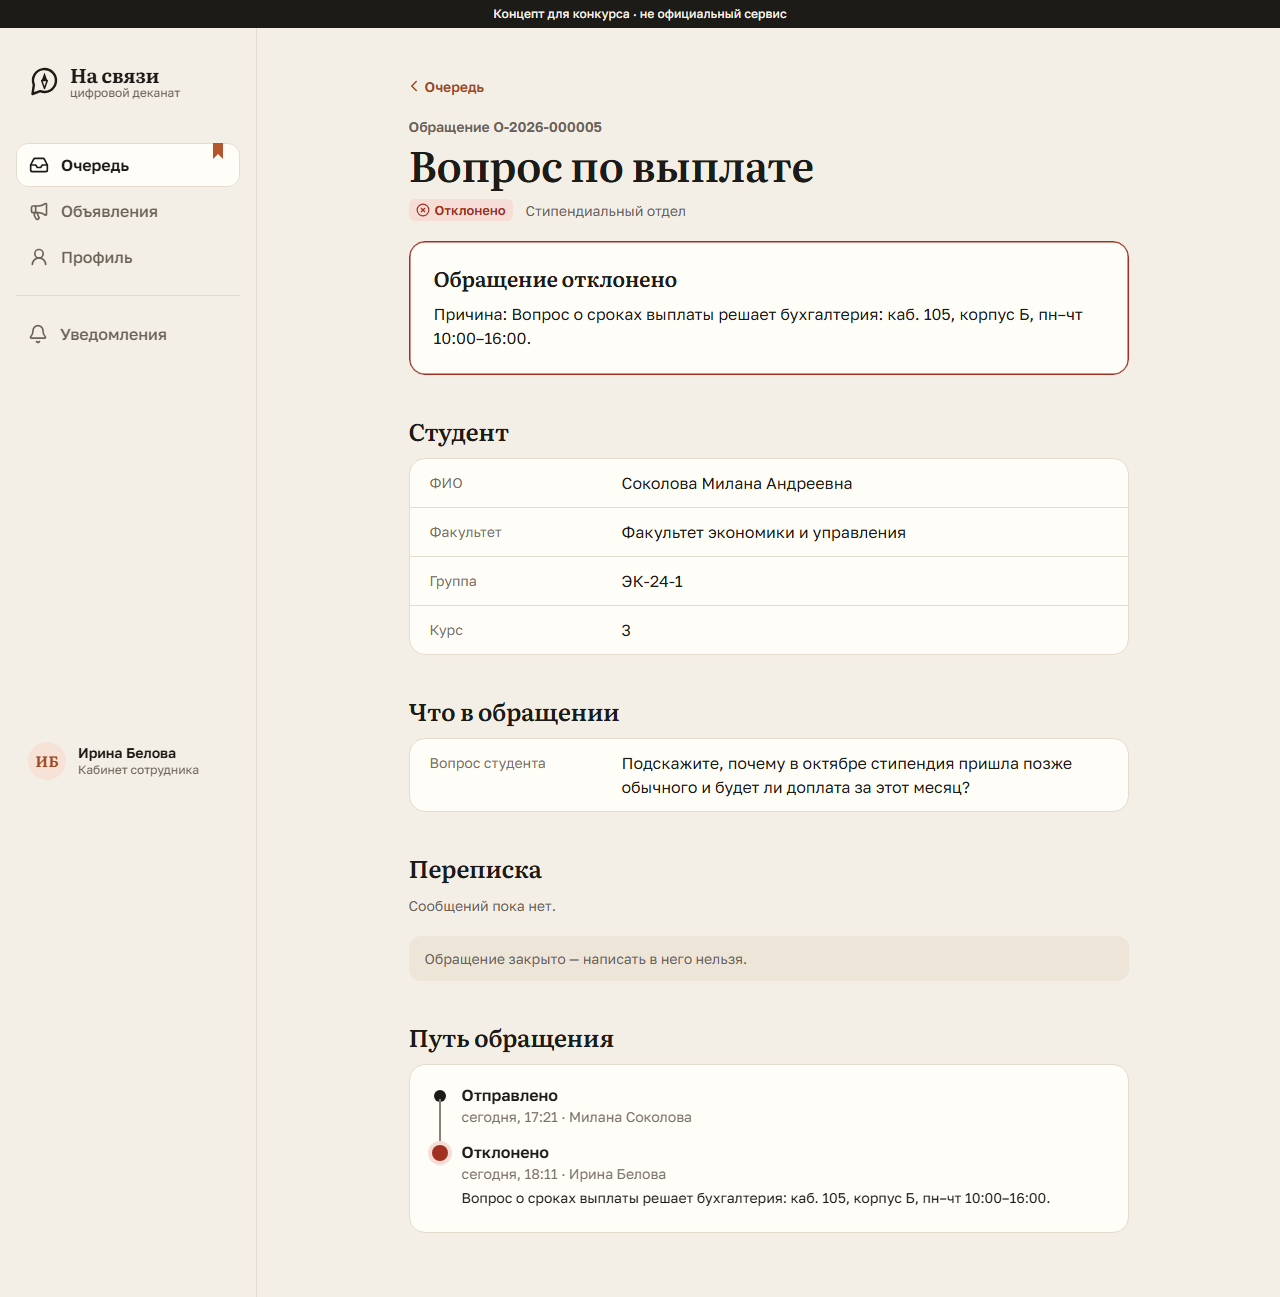 Концепт для конкурса · не официальный сервис
На связи
цифровой деканат
Очередь
Объявления
Профиль
Уведомления
ИБ
Ирина Белова
Кабинет сотрудника
Очередь
Обращение О-2026-000005
Вопрос по выплате
Отклонено
Стипендиальный отдел
Обращение отклонено
Причина: Вопрос о сроках выплаты решает бухгалтерия: каб. 105, корпус Б, пн–чт
10:00–16:00.
Студент
ФИО
Соколова Милана Андреевна
Факультет
Факультет экономики и управления
Группа
ЭК-24-1
Курс
3
Что в обращении
Вопрос студента
Подскажите, почему в октябре стипендия пришла позже
обычного и будет ли доплата за этот месяц?
Переписка
Сообщений пока нет.
Обращение закрыто — написать в него нельзя.
Путь обращения
Отправлено
сегодня, 17:21 · Милана Соколова
Отклонено
сегодня, 18:11 · Ирина Белова
Вопрос о сроках выплаты решает бухгалтерия: каб. 105, корпус Б, пн–чт 10:00–16:00.